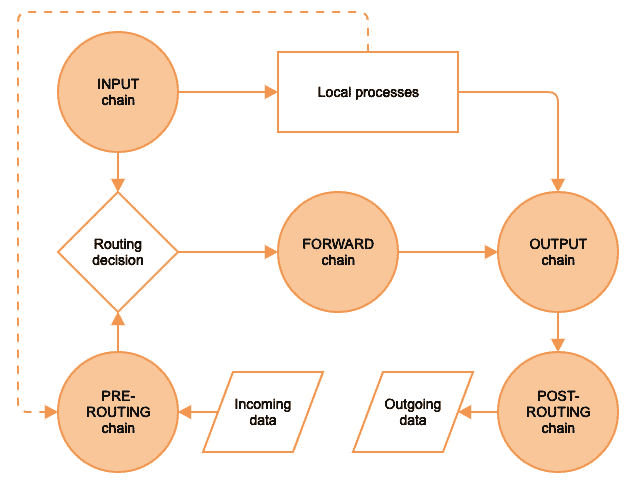 INPUT
chain
Local processes
Routing
decision
FORWARD
chain
OUTPUT
chain
PRE-
ROUTING
chain
Incoming
data
Outgoing
data
POST-
ROUTING
chain